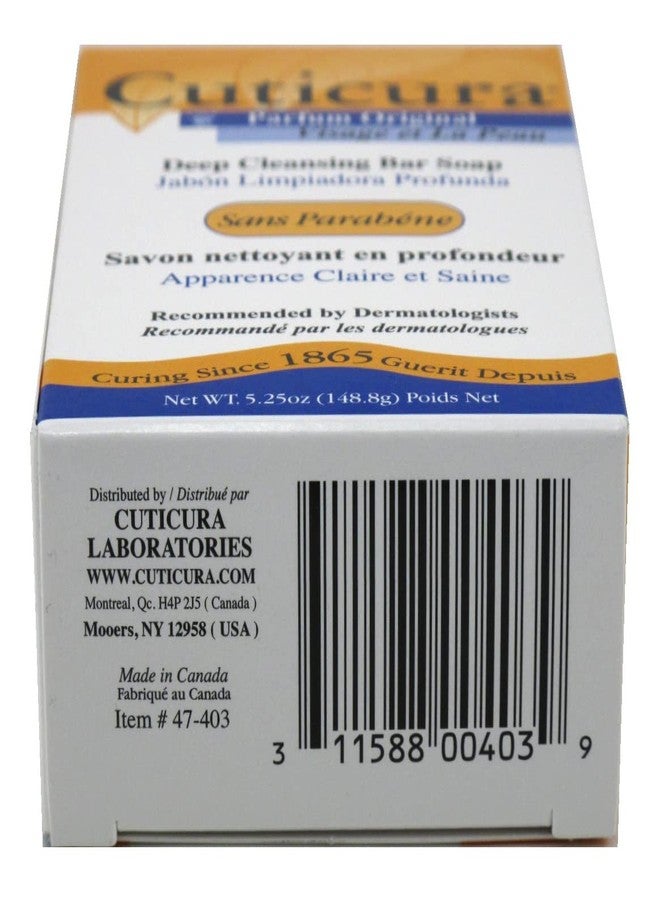 Cuticura
Parfum Original
Visage et La Peau
Deep Cleansing Bar Soap
Jabón Limpiadora Profunda
Sans Parabéne
Savon nettoyant en profondeur
Apparence Claire et Saine
Recommended by Dermatologists
Recommandé par les dermatologues
Curing Since 1865 Guerit Depuis
Net WT. 5.25oz (148.8g) Poids Net
Distributed by / Distribué par
CUTICURA
LABORATORIES
WWW.CUTICURA.COM
Montreal, Qc. H4P 2J5 ( Canada )
Mooers, NY 12958 ( USA )
Made in Canada
Fabriqué au Canada
Item # 47-403
3 11588 00403 9